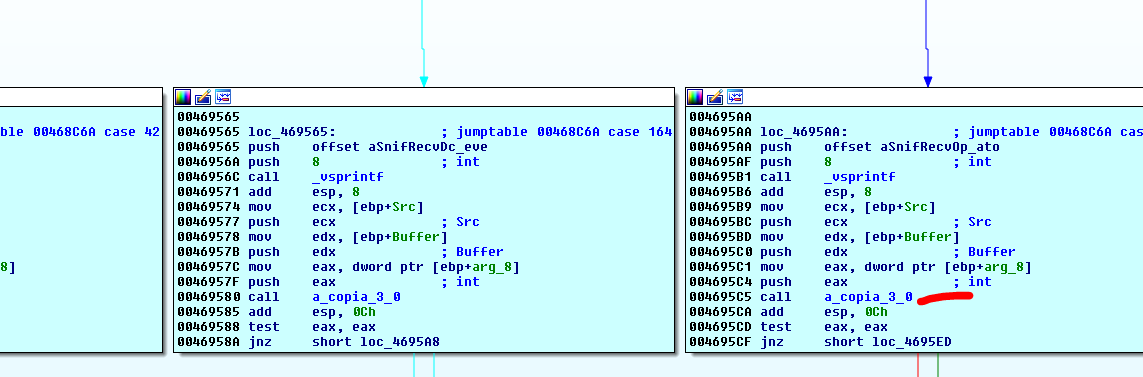 ble 00468C6A case 42
8]
00469565
00469565 loc_469565: ; jumptable 00468C6A case 164
00469565 push offset aSnifRecvDc_eve
0046956A push 8 ; int
0046956C call _vsprintf
00469571 add esp, 8
00469574 mov ecx, [ebp+Src]
00469577 push ecx ; Src
00469578 mov edx, [ebp+Buffer]
0046957B push edx ; Buffer
0046957C mov eax, dword ptr [ebp+arg_8]
0046957F push eax ; int
00469580 call a_copia_3_0
00469585 add esp, 0Ch
00469588 test eax, eax
0046958A jnz short loc_4695A8
004695AA
004695AA loc_4695AA: ; jumptable 00468C6A cas
004695AA push offset aSnifRecvOp_ato
004695AF push 8 ; int
004695B1 call _vsprintf
004695B6 add esp, 8
004695B9 mov ecx, [ebp+Src]
004695BC push ecx ; Src
004695BD mov edx, [ebp+Buffer]
004695C0 push edx ; Buffer
004695C1 mov eax, dword ptr [ebp+arg_8]
004695C4 push eax ; int
004695C5 call a_copia_3_0
004695CA add esp, 0Ch
004695CD test eax, eax
004695CF jnz short loc_4695ED